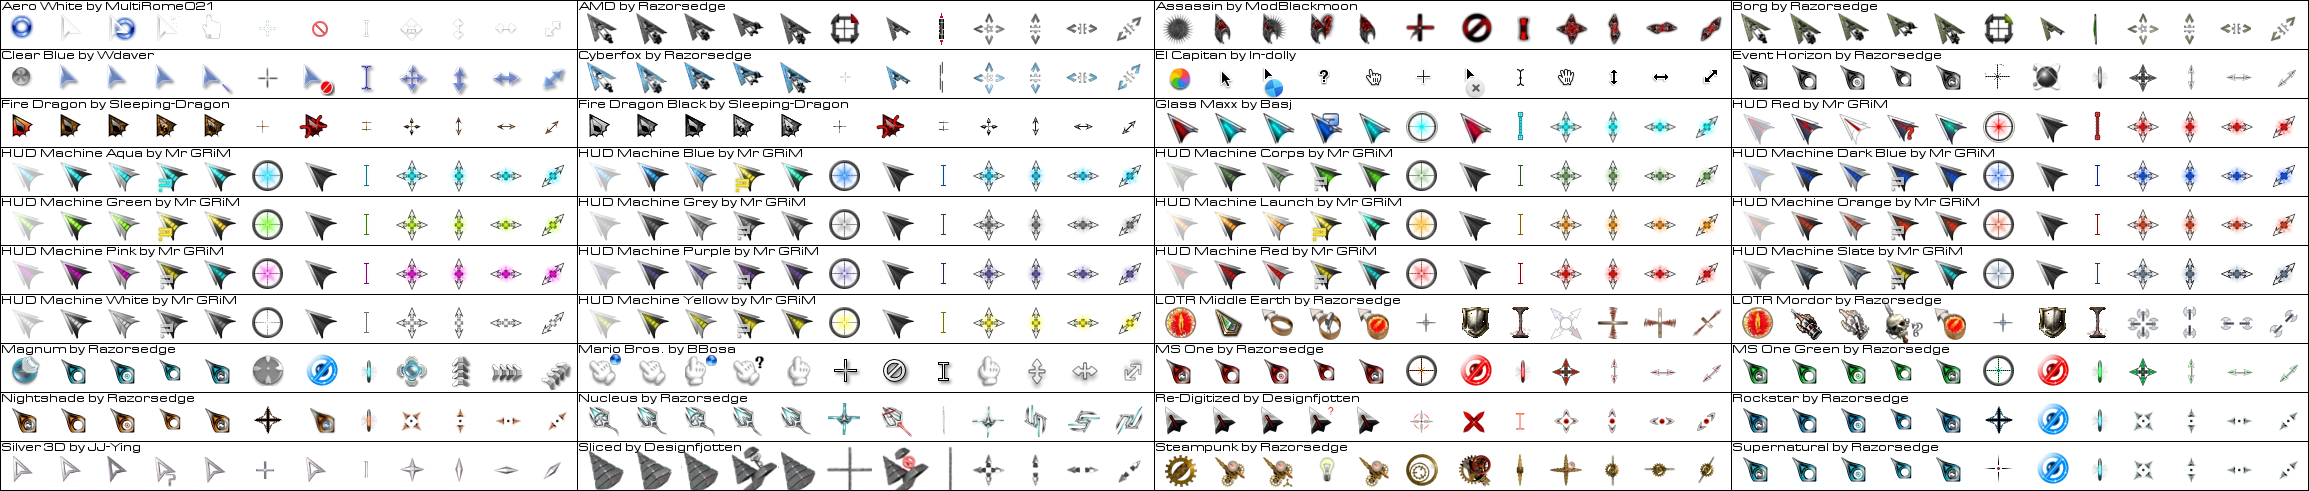 Aero White by MultiRome021
AMD by Razorsedge
Assassin by ModBlackmoon
Borg by Razorsedge
Clear Blue by Wdaver
Cyberfox by Razorsedge
El Capitan by In-dolly
Event Horizon by Razorsedge
Fire Dragon by Sleeping-Dragon
Fire Dragon Black by Sleeping-Dragon
Glass Maxx by Basj
HUD Red by Mr GRiM
HUD Machine Aqua by Mr GRiM
HUD Machine Blue by Mr GRiM
HUD Machine Corps by Mr GRiM
HUD Machine Dark Blue by Mr GRiM
HUD Machine Green by Mr GRiM
HUD Machine Grey by Mr GRiM
HUD Machine Launch by Mr GRiM
HUD Machine Orange by Mr GRiM
HUD Machine Pink by Mr GRiM
HUD Machine Purple by Mr GRiM
HUD Machine Red by Mr GRiM
HUD Machine Slate by Mr GRiM
HUD Machine White by Mr GRiM
HUD Machine Yellow by Mr GRiM
LOTR Middle Earth by Razorsedge
LOTR Mordor by Razorsedge
Magnum by Razorsedge
Mario Bros. by BBosa
MS One by Razorsedge
MS One Green by Razorsedge
Nightshade by Razorsedge
Nucleus by Razorsedge
Re-Digitized by Designfjotten
Rockstar by Razorsedge
Silver 3D by JJ-Ying
Sliced by Designfjotten
Steampunk by Razorsedge
Supernatural by Razorsedge